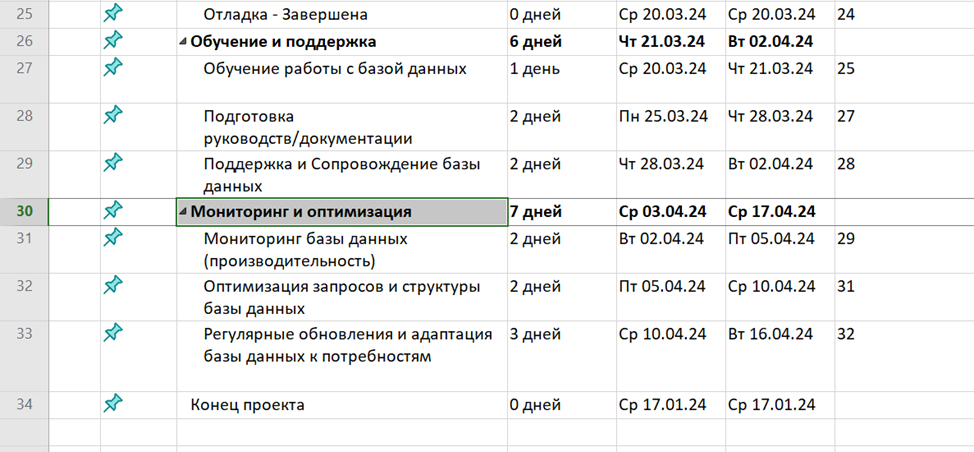 25 Отладка - Завершена 0 дней Ср 20.03.24 Ср 20.03.24 24
26 Обучение и поддержка 6 дней Чт 21.03.24 Вт 02.04.24
27 Обучение работы с базой данных 1 день Ср 20.03.24 Чт 21.03.24 25
28 Подготовка 2 дней Пн 25.03.24 Чт 28.03.24 27
руководств/документации
29 Поддержка и Сопровождение базы 2 дней Чт 28.03.24 Вт 02.04.24 28
данных
30 Мониторинг и оптимизация 7 дней Ср 03.04.24 Ср 17.04.24
31 Мониторинг базы данных 2 дней Вт 02.04.24 Пт 05.04.24 29
(производительность)
32 Оптимизация запросов и структуры 2 дней Пт 05.04.24 Ср 10.04.24 31
базы данных
33 Регулярные обновления и адаптация 3 дней Ср 10.04.24 Вт 16.04.24 32
базы данных к потребностям
34 Конец проекта 0 дней Ср 17.01.24 Ср 17.01.24